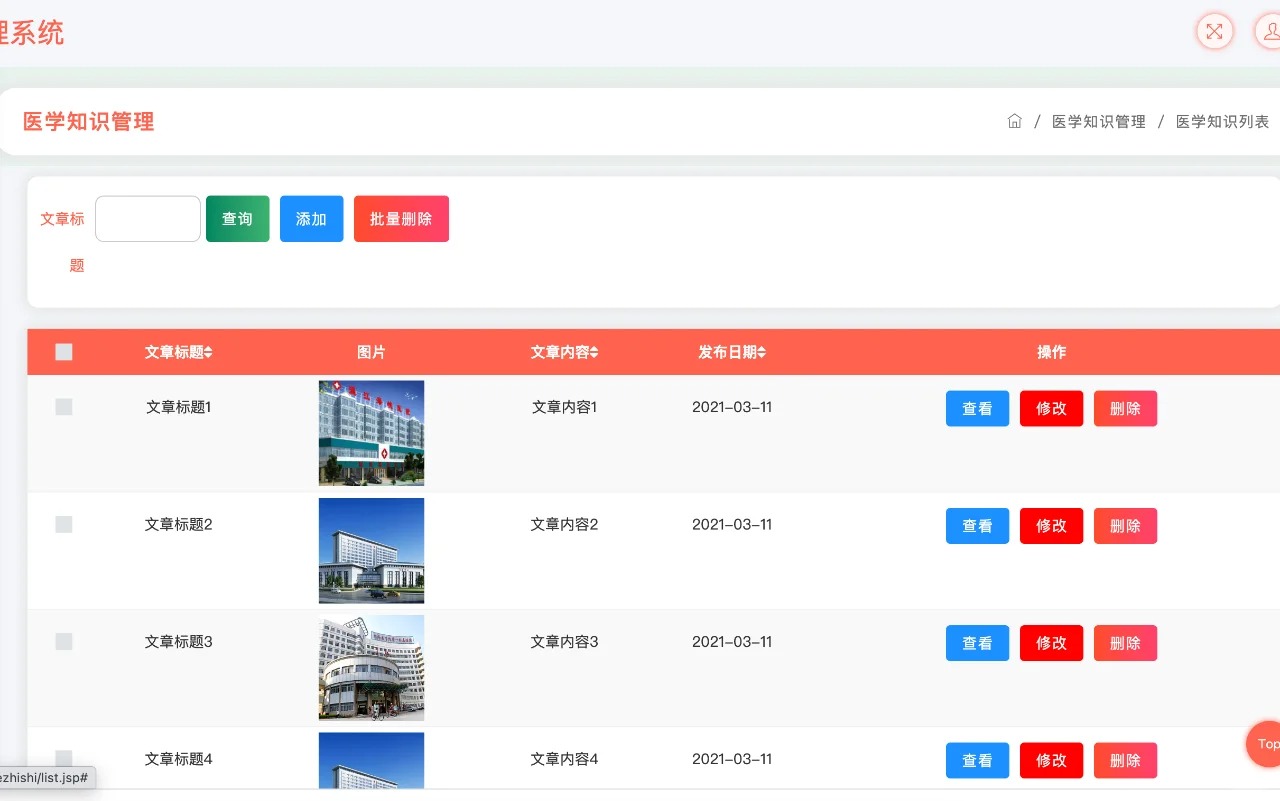 理系统
医学知识管理
/ 医学知识管理 / 医学知识列表
文章标题
查询 添加 批量删除
文章标题 图片 文章内容 发布日期 操作
文章标题1 文章内容1 2021-03-11 查看 修改 删除
文章标题2 文章内容2 2021-03-11 查看 修改 删除
文章标题3 文章内容3 2021-03-11 查看 修改 删除
文章标题4 文章内容4 2021-03-11 查看 修改 删除
Top
ezhishi/list.jsp#